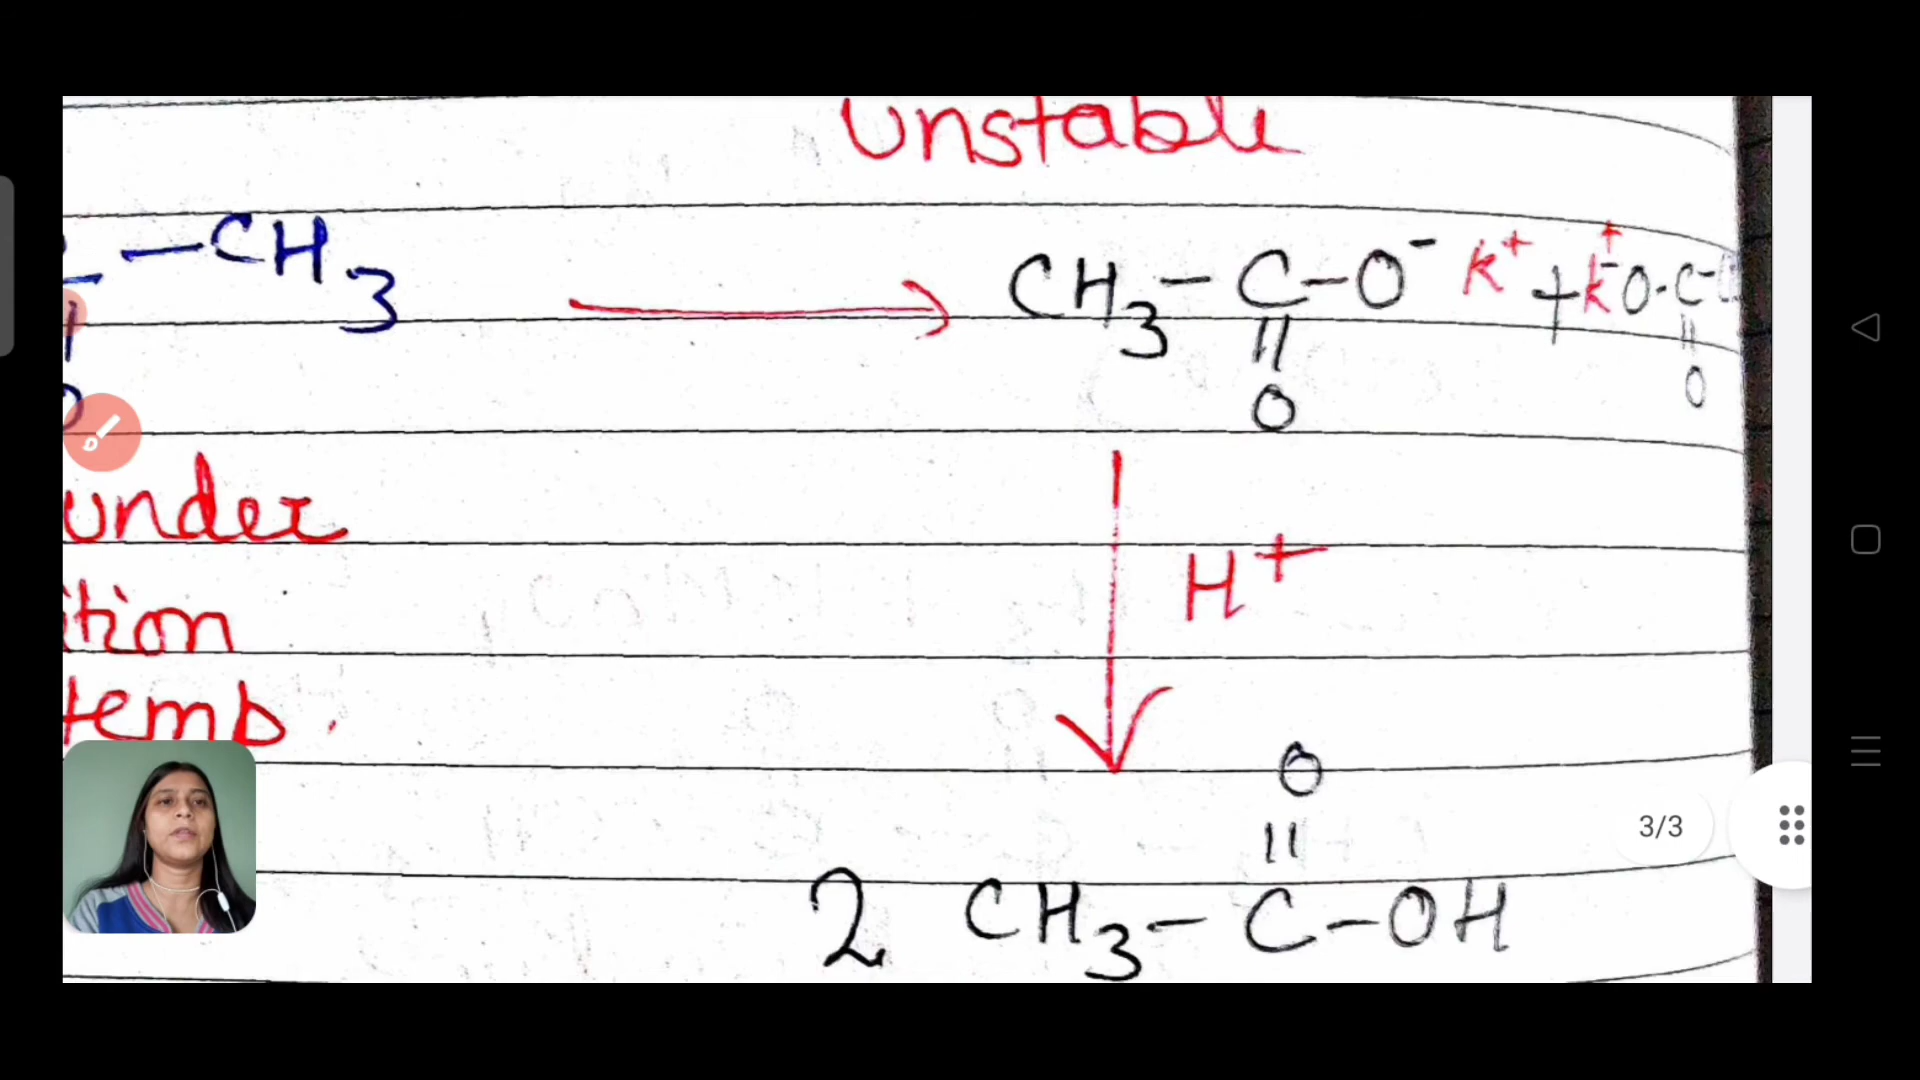 Unstable
-CH3 → CH3-C-O⁻ K⁺ + K⁺ ⁻O-C-
||
O
||
O
under
ition
temp.
H⁺
O
||
3/3
2 CH3-C-OH